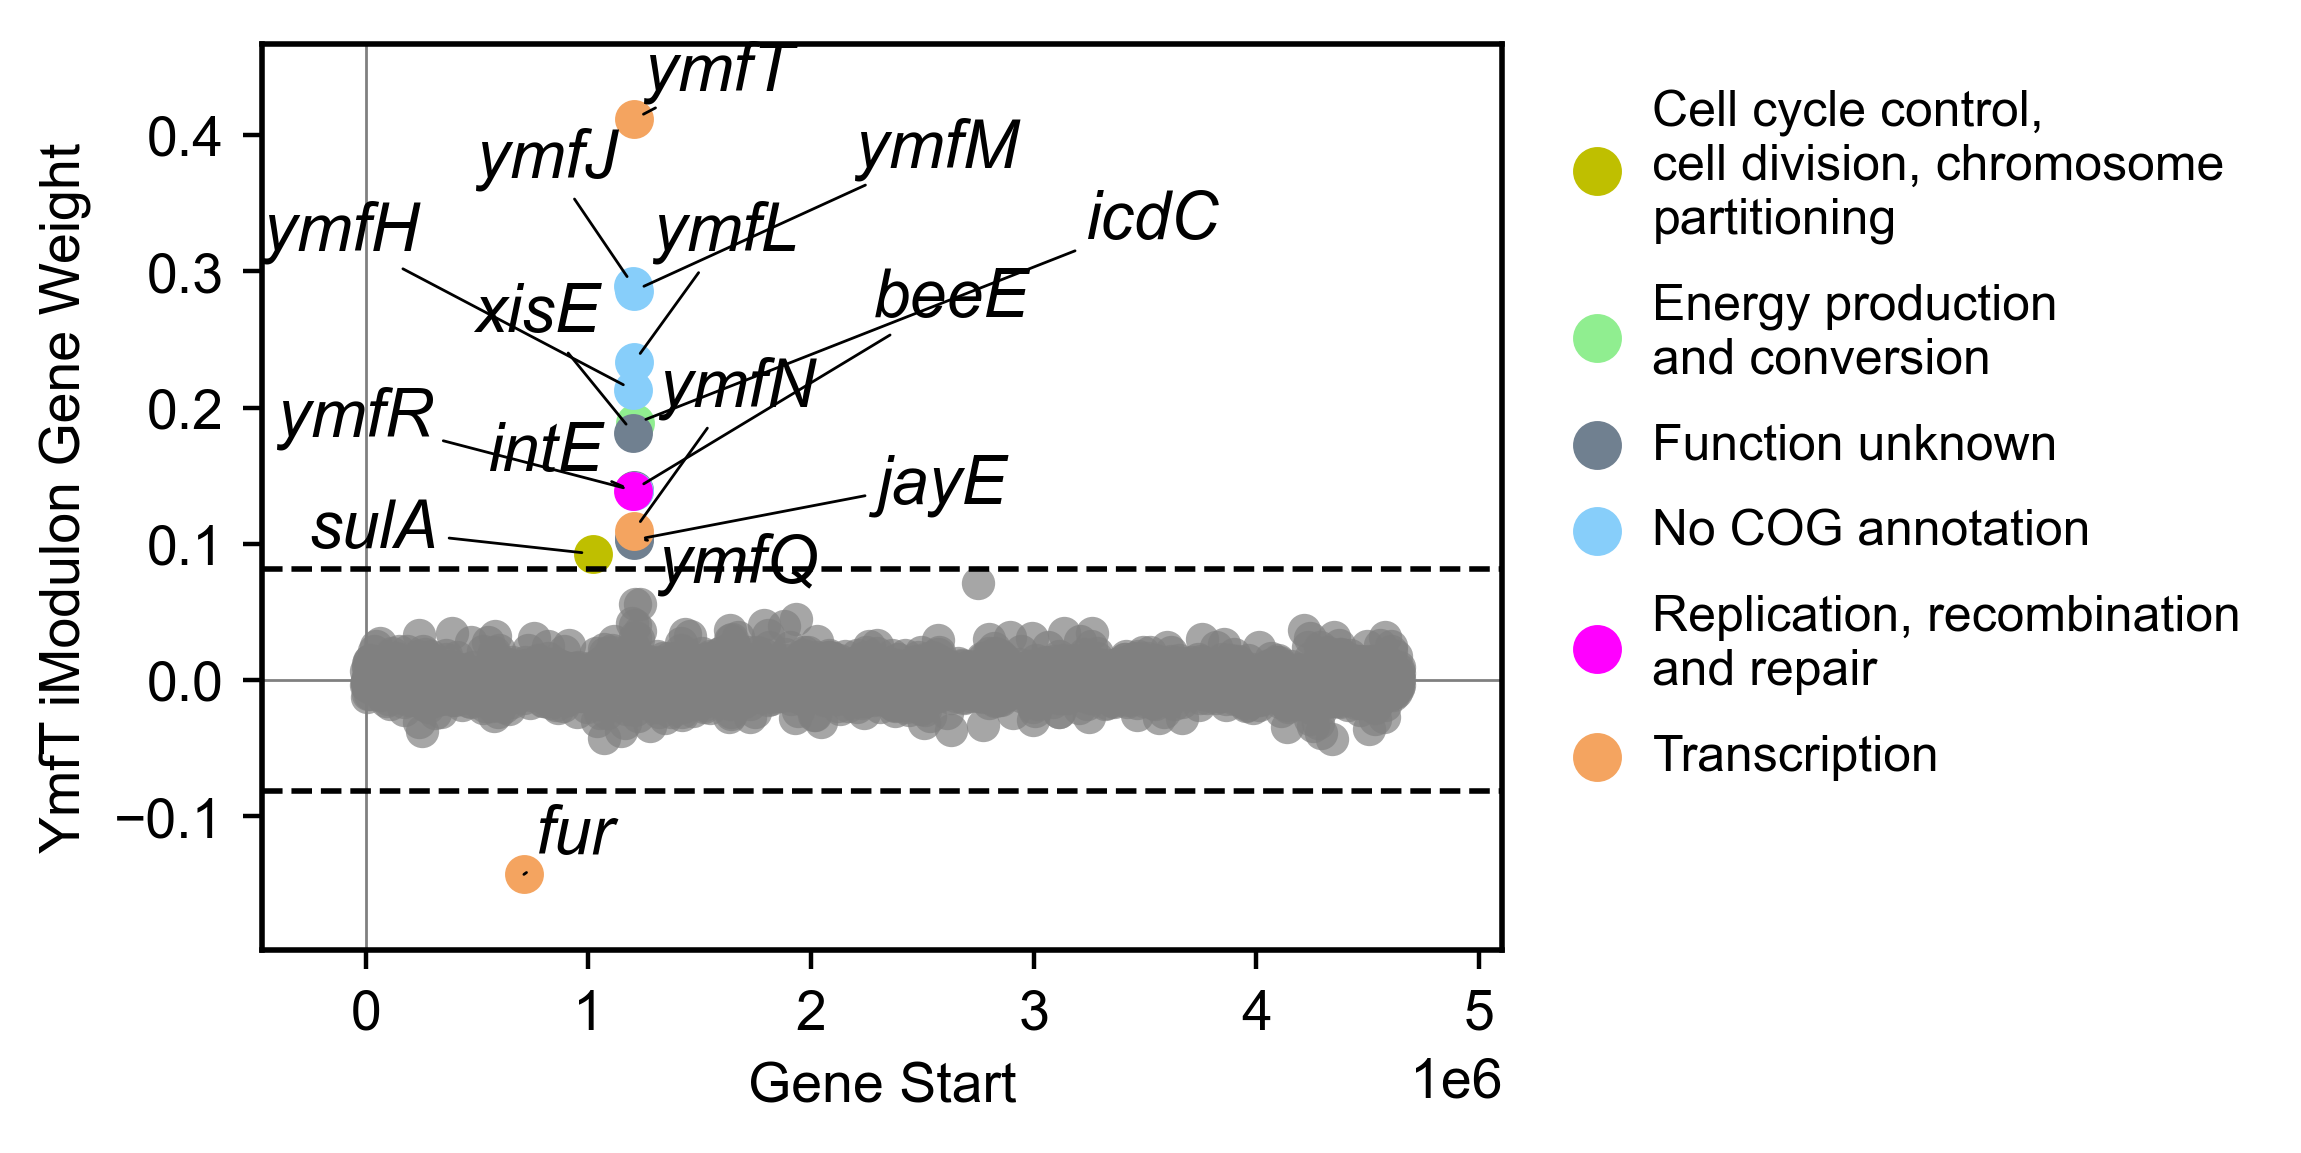 YmfT iModulon Gene Weight
0.4
0.3
0.2
0.1
0.0
−0.1
ymfT
ymfJ
ymfM
ymfH
ymfL
icdC
xisE
beeE
ymfN
ymfR
intE
jayE
sulA
ymfQ
fur
0
1
2
3
4
5
1e6
Gene Start
Cell cycle control,
cell division, chromosome
partitioning
Energy production
and conversion
Function unknown
No COG annotation
Replication, recombination
and repair
Transcription